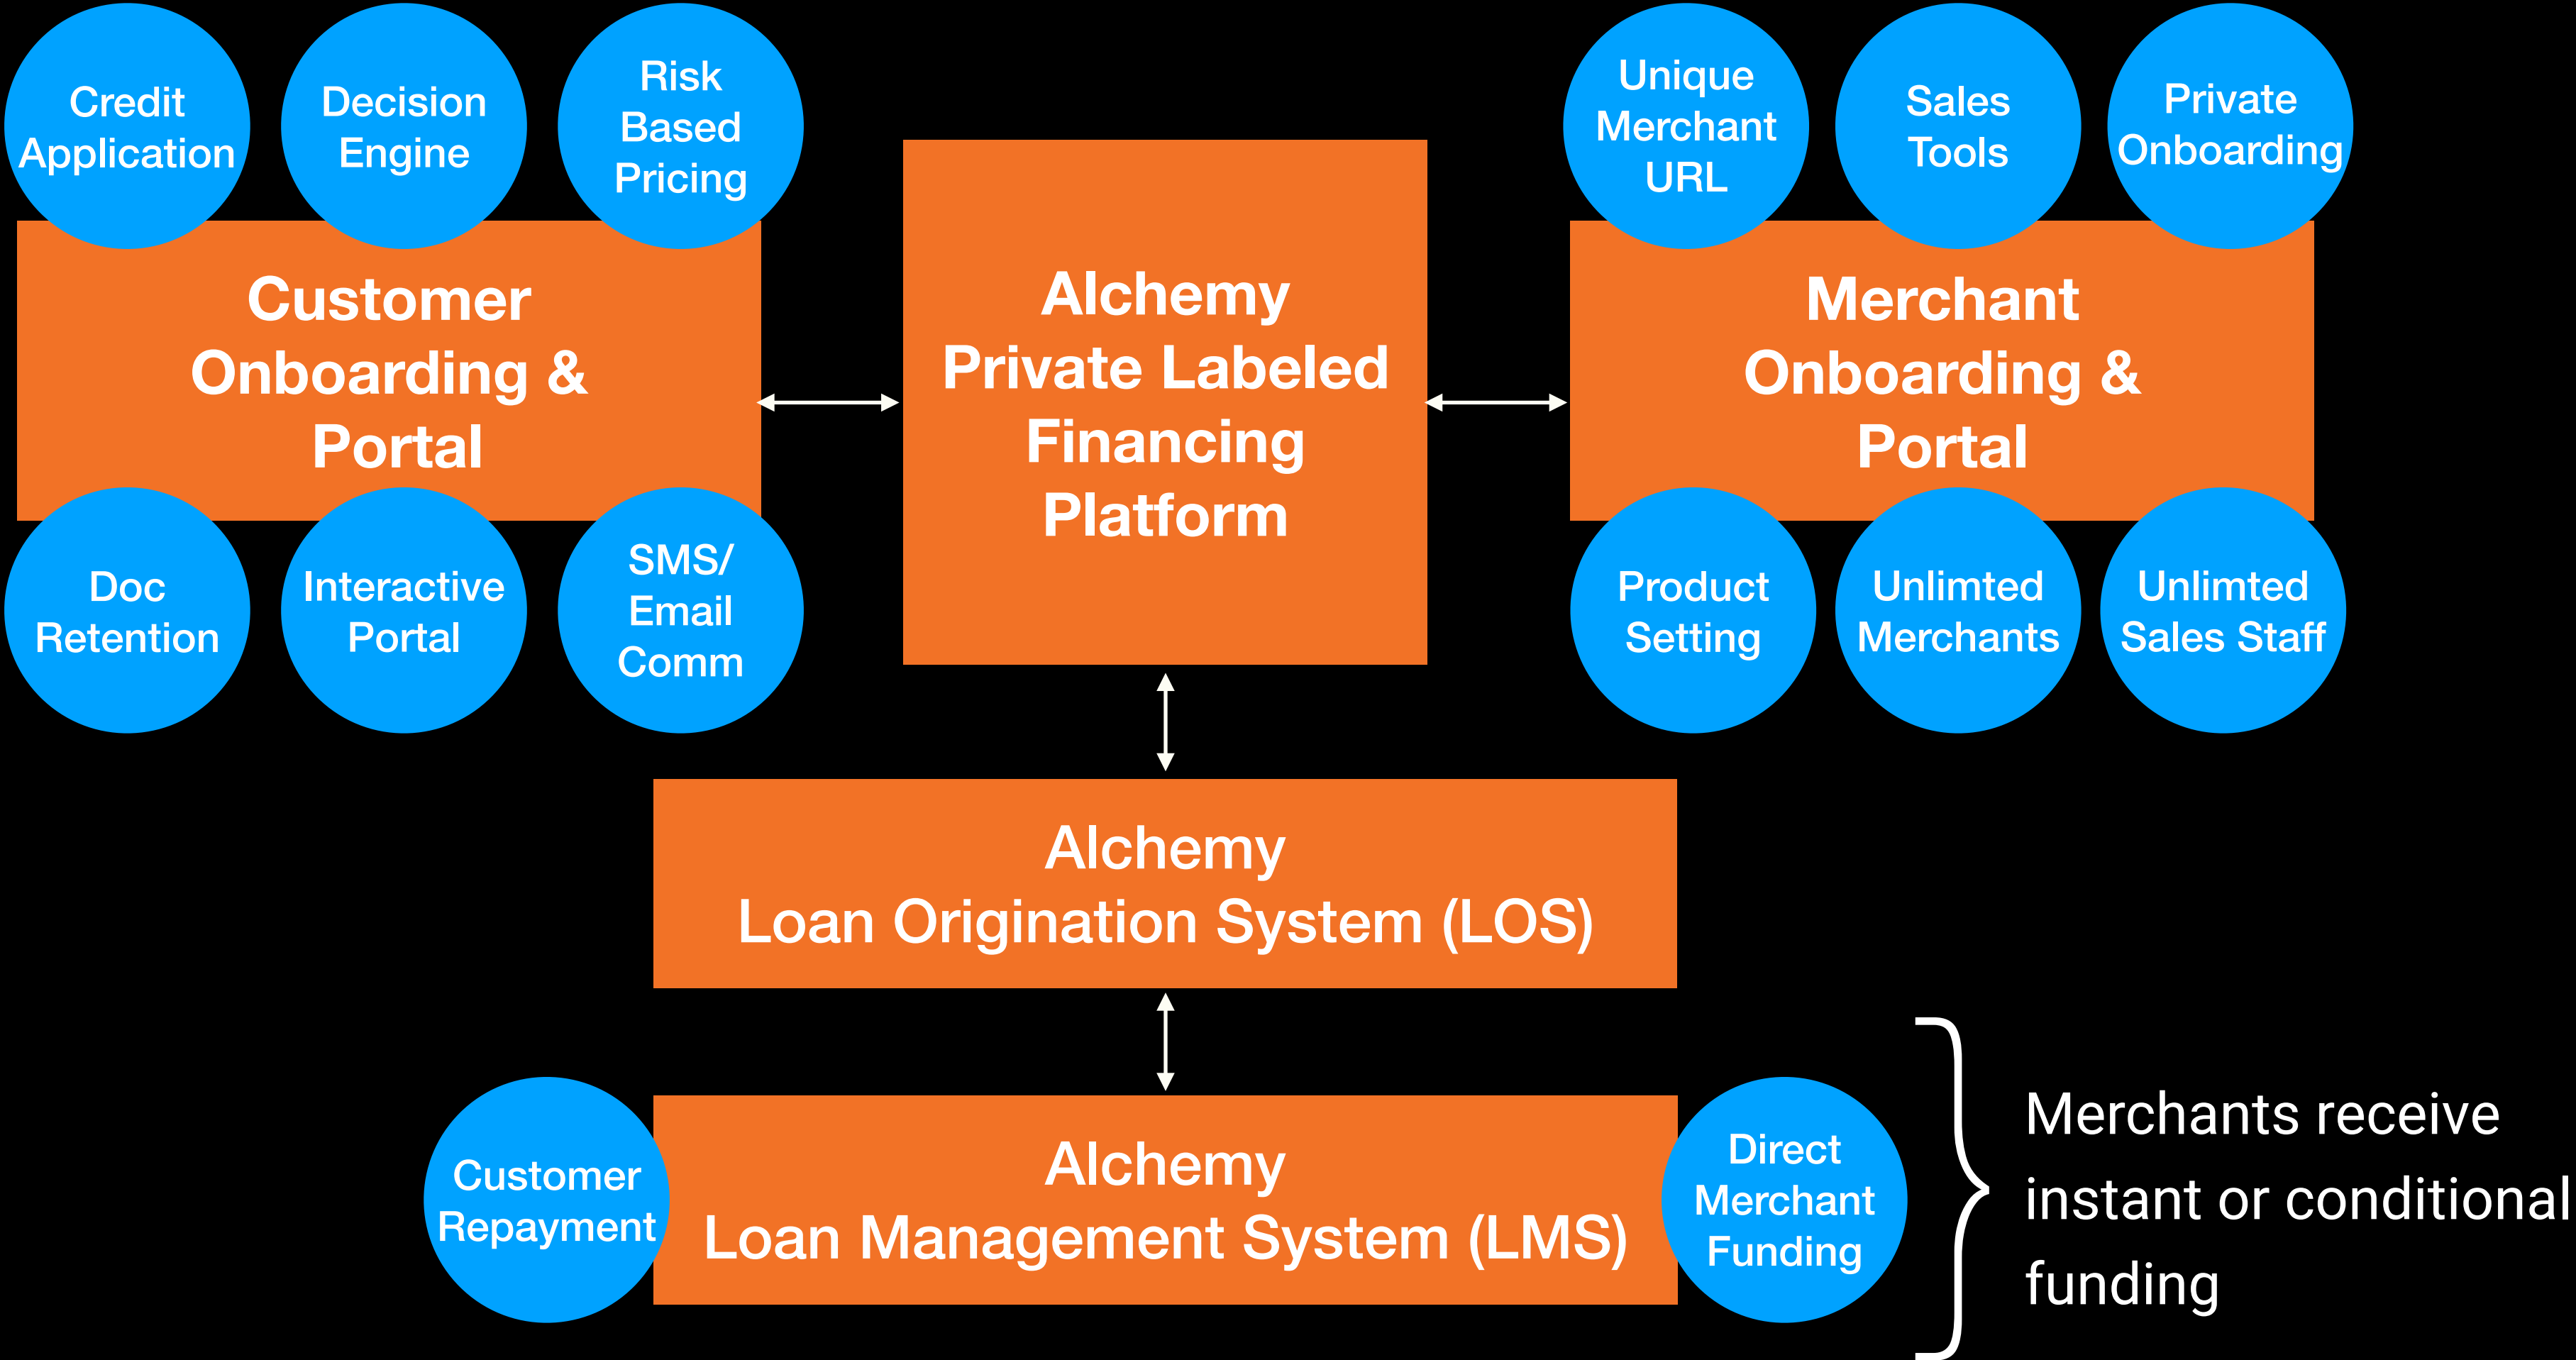 Credit
Application
Decision
Engine
Risk
Based
Pricing
Customer
Onboarding &
Portal
Doc
Retention
Interactive
Portal
SMS/
Email
Comm
Alchemy
Private Labeled
Financing
Platform
Unique
Merchant
URL
Sales
Tools
Private
Onboarding
Merchant
Onboarding &
Portal
Product
Setting
Unlimted
Merchants
Unlimted
Sales Staff
Alchemy
Loan Origination System (LOS)
Customer
Repayment
Alchemy
Loan Management System (LMS)
Direct
Merchant
Funding
Merchants receive
instant or conditional
funding